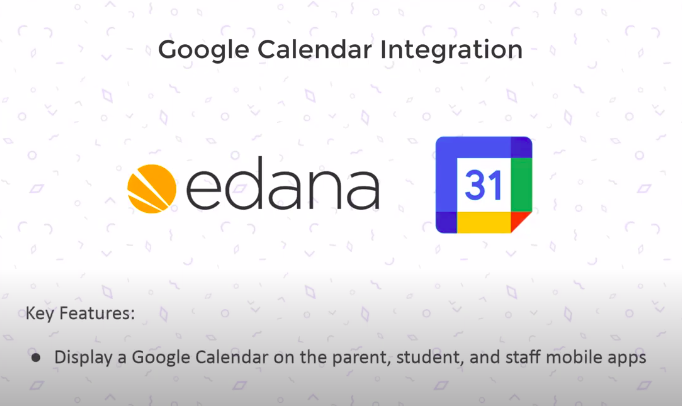 Google Calendar Integration
edana
31
Key Features:
● Display a Google Calendar on the parent, student, and staff mobile apps